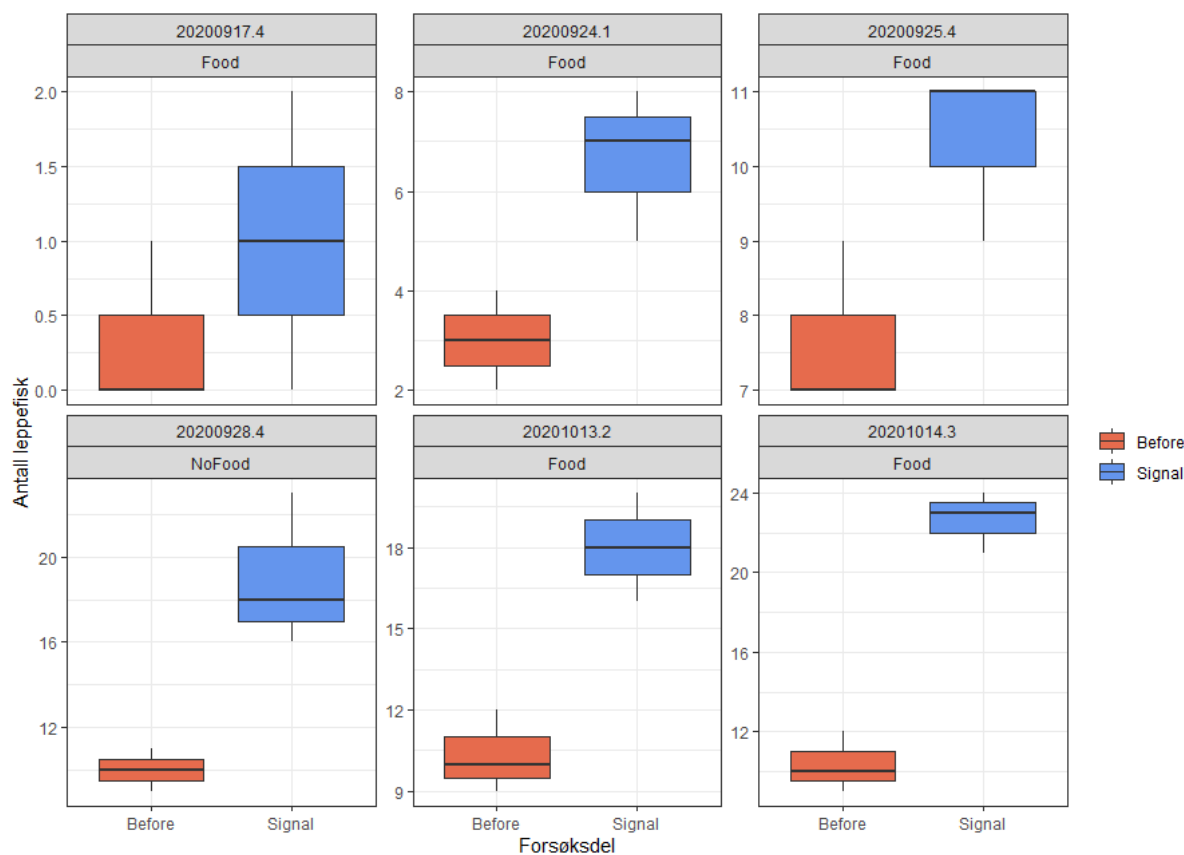 20200917.4
Food
2.0
1.5
1.0
0.5
0.0
20200924.1
Food
8
6
4
2
20200925.4
Food
11
10
9
8
7
Antall leppefisk
20200928.4
NoFood
20
16
12
Before
Signal
20201013.2
Food
18
15
12
9
Before
Signal
20201014.3
Food
24
20
16
12
Before
Signal
Forsøksdel
Before
Signal